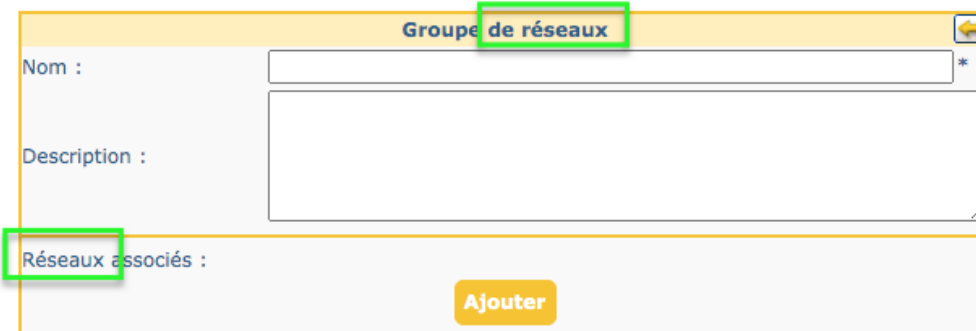 Groupe de réseaux
Nom : *
Description :
Réseaux associés :
Ajouter